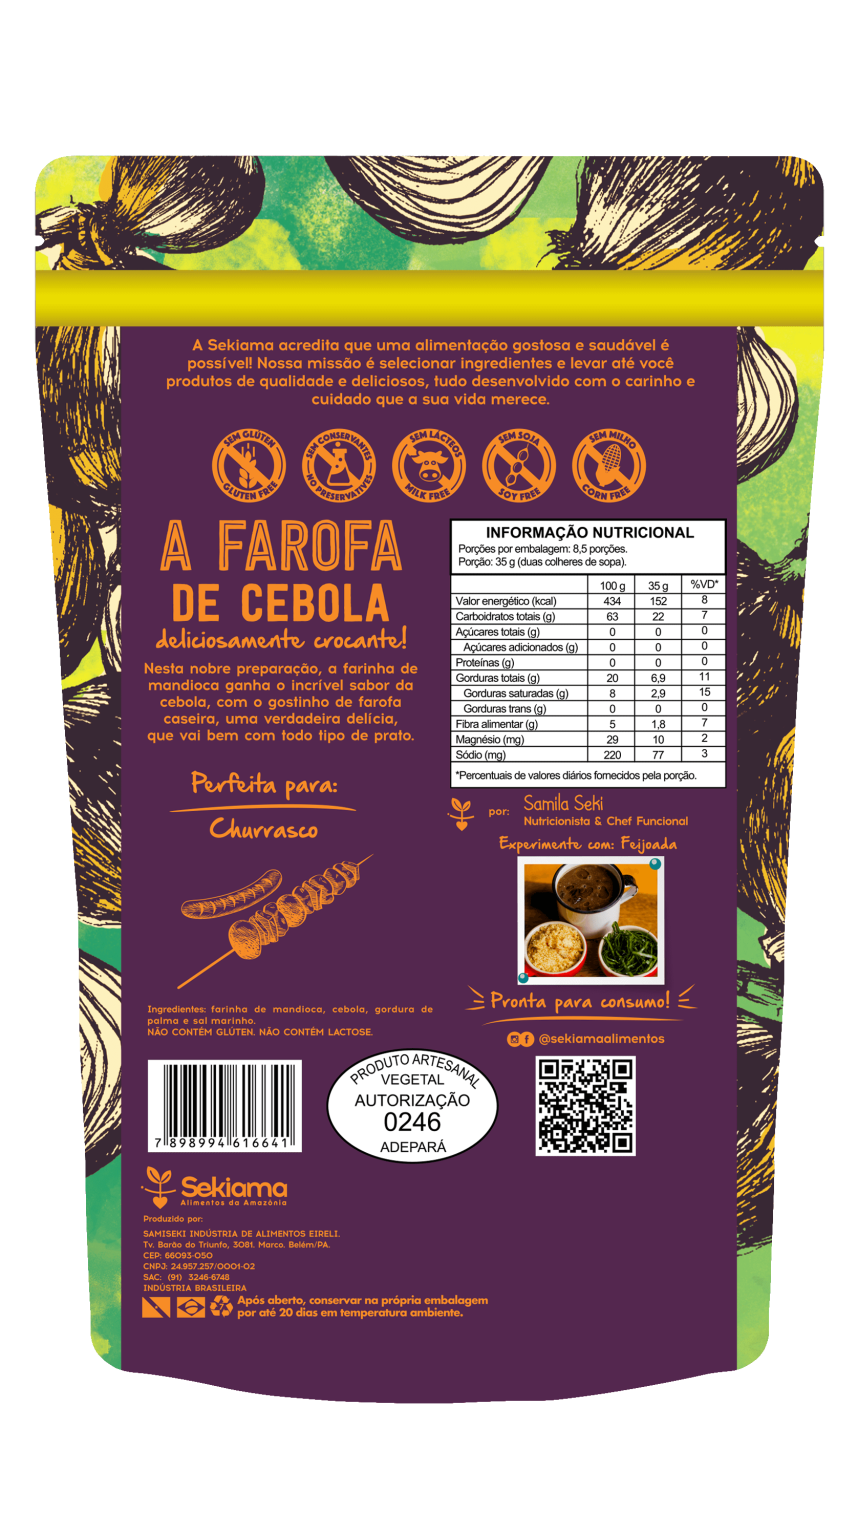 A Sekiama acredita que uma alimentação gostosa e saudável é
possível! Nossa missão é selecionar ingredientes e levar até você
produtos de qualidade e deliciosos, tudo desenvolvido com o carinho e
cuidado que a sua vida merece.
SEM GLÚTEN
GLUTEN FREE
SEM CONSERVANTES
NO PRESERVATIVES
SEM LÁCTEOS
MILK FREE
SEM SOJA
SOY FREE
SEM MILHO
CORN FREE
A FAROFA
DE CEBOLA
deliciosamente crocante!
Nesta nobre preparação, a farinha de
mandioca ganha o incrível sabor da
cebola, com o gostinho de farofa
caseira, uma verdadeira delícia,
que vai bem com todo tipo de prato.
Perfeita para:
Churrasco
INFORMAÇÃO NUTRICIONAL
Porções por embalagem: 8,5 porções.
Porção: 35 g (duas colheres de sopa).
100 g 35 g %VD*
Valor energético (kcal) 434 152 8
Carboidratos totais (g) 63 22 7
Açúcares totais (g) 0 0 0
Açúcares adicionados (g) 0 0 0
Proteínas (g) 0 0 0
Gorduras totais (g) 20 6,9 11
Gorduras saturadas (g) 8 2,9 15
Gorduras trans (g) 0 0 0
Fibra alimentar (g) 5 1,8 7
Magnésio (mg) 29 10 2
Sódio (mg) 220 77 3
*Percentuais de valores diários fornecidos pela porção.
por: Samila Seki
Nutricionista & Chef Funcional
Experimente com: Feijoada
Pronta para consumo!
@sekiamaalimentos
Ingredientes: farinha de mandioca, cebola, gordura de
palma e sal marinho.
NÃO CONTÉM GLÚTEN. NÃO CONTÉM LACTOSE.
7 898994 616641
PRODUTO ARTESANAL
VEGETAL
AUTORIZAÇÃO
0246
ADEPARÁ
Sekiama
Alimentos da Amazônia
Produzido por:
SAMISEKI INDÚSTRIA DE ALIMENTOS EIRELI.
Tv. Barão do Triunfo, 3081. Marco. Belém/PA.
CEP: 66093-050
CNPJ: 24.957.257/0001-02
SAC: (91) 3246-6748
INDÚSTRIA BRASILEIRA
7
Após aberto, conservar na própria embalagem
por até 20 dias em temperatura ambiente.